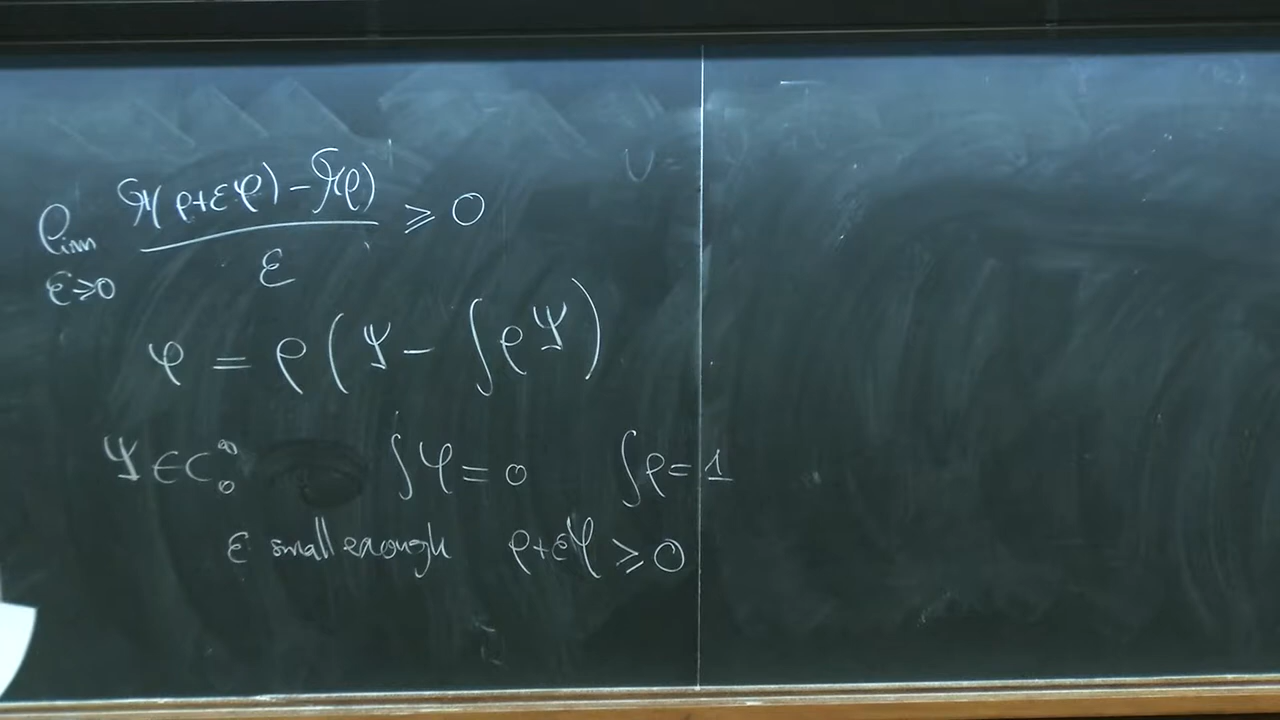 lim ℱ(ρ+εφ) − ℱ(ρ) / ε ⩾ 0
ε⩾0
φ = ρ(Ψ − ∫ρΨ)
Ψ ∈ C₀^∞ ∫φ = 0 ∫ρ = 1
ε small enough ρ+εφ ⩾ 0